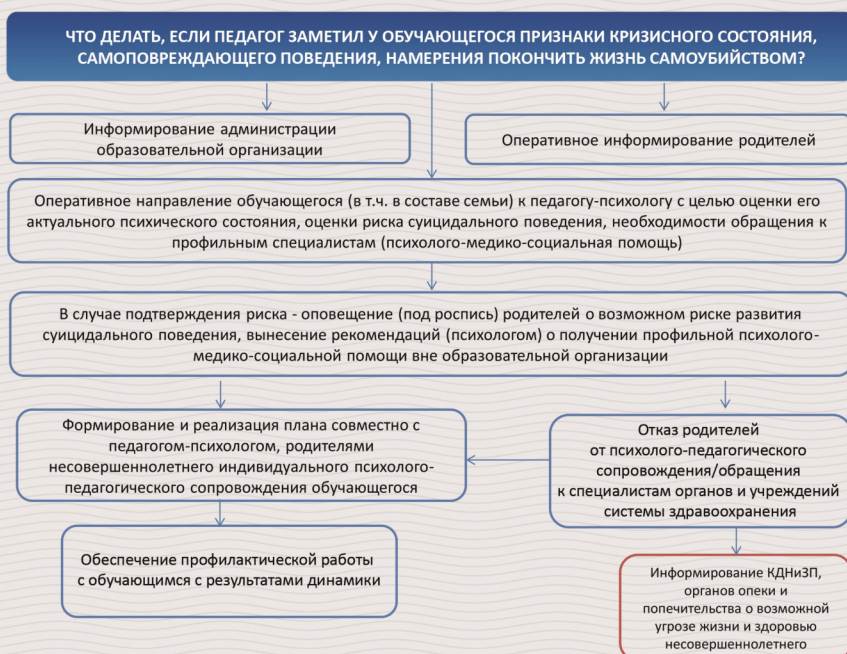 ЧТО ДЕЛАТЬ, ЕСЛИ ПЕДАГОГ ЗАМЕТИЛ У ОБУЧАЮЩЕГОСЯ ПРИЗНАКИ КРИЗИСНОГО СОСТОЯНИЯ,
САМОПОВРЕЖДАЮЩЕГО ПОВЕДЕНИЯ, НАМЕРЕНИЯ ПОКОНЧИТЬ ЖИЗНЬ САМОУБИЙСТВОМ?
Информирование администрации
образовательной организации
Оперативное информирование родителей
Оперативное направление обучающегося (в т.ч. в составе семьи) к педагогу-психологу с целью оценки его
актуального психического состояния, оценки риска суицидального поведения, необходимости обращения к
профильным специалистам (психолого-медико-социальная помощь)
В случае подтверждения риска - оповещение (под роспись) родителей о возможном риске развития
суицидального поведения, вынесение рекомендаций (психологом) о получении профильной психолого-
медико-социальной помощи вне образовательной организации
Формирование и реализация плана совместно с
педагогом-психологом, родителями
несовершеннолетнего индивидуального психолого-
педагогического сопровождения обучающегося
Отказ родителей
от психолого-педагогического
сопровождения/обращения
к специалистам органов и учреждений
системы здравоохранения
Обеспечение профилактической работы
с обучающимся с результатами динамики
Информирование КДНиЗП,
органов опеки и
попечительства о возможной
угрозе жизни и здоровью
несовершеннолетнего